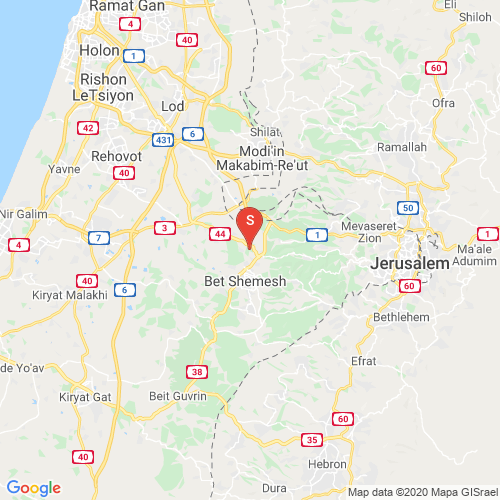 Ramat Gan
Eli
4
Shiloh
Holon
40
1
60
Rishon
LeTsiyon
Lod
Ofra
42
6
Shilat
431
Modi'in
Makabim-Re'ut
Ramallah
Rehovot
Yavne
40
50
Nir Galim
S
3
44
1
Mevaseret
Zion
1
4
7
Ma'ale
Adumim
Jerusalem
40
6
Bet Shemesh
60
Kiryat Malakhi
Bethlehem
Efrat
de Yo'av
38
Kiryat Gat
Beit Guvrin
60
35
40
Hebron
Dura
Google
Map data ©2020 Mapa GISrael